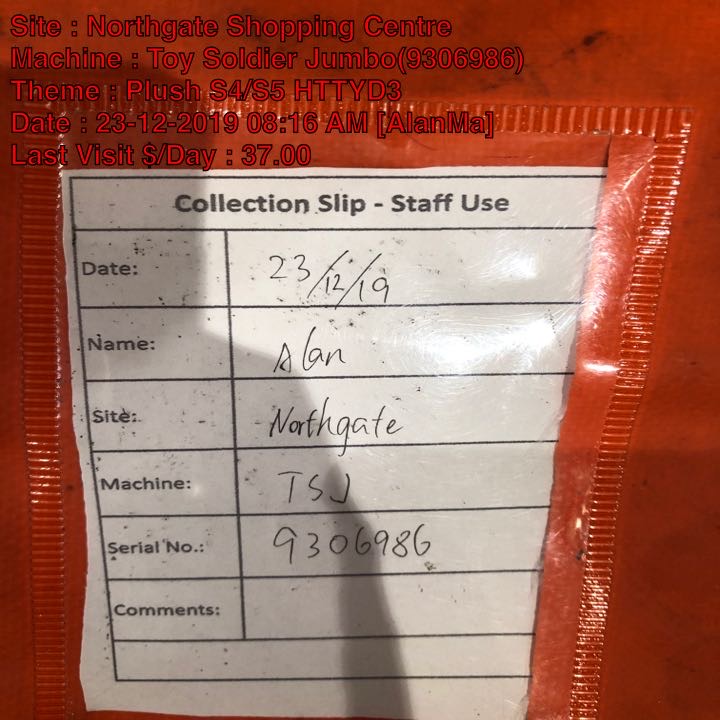 Site : Northgate Shopping Centre
Machine : Toy Soldier Jumbo(9306986)
Theme : Plush S4/S5 HTTYD3
Date : 23-12-2019 08:16 AM [AlanMa]
Last Visit $/Day : 37.00
Collection Slip - Staff Use
Date: 23/12/19
Name: Alan
Site: Northgate
Machine: TSJ
Serial No.: 9306986
Comments: